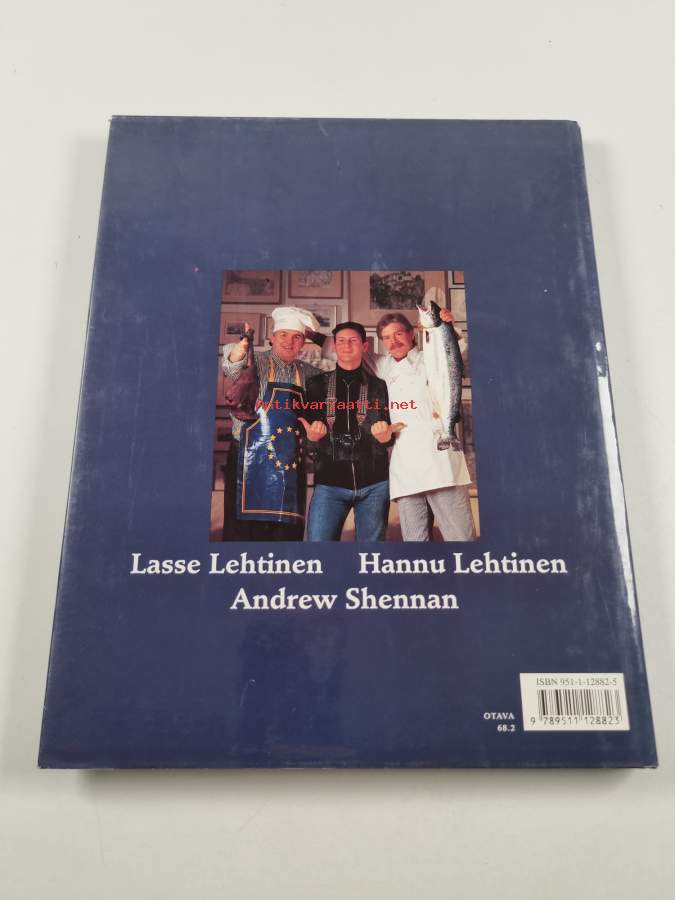 Antikvariaatti.net
Lasse Lehtinen Hannu Lehtinen
Andrew Shennan
ISBN 951-1-12882-5
OTAVA
68.2
9 789511 128823